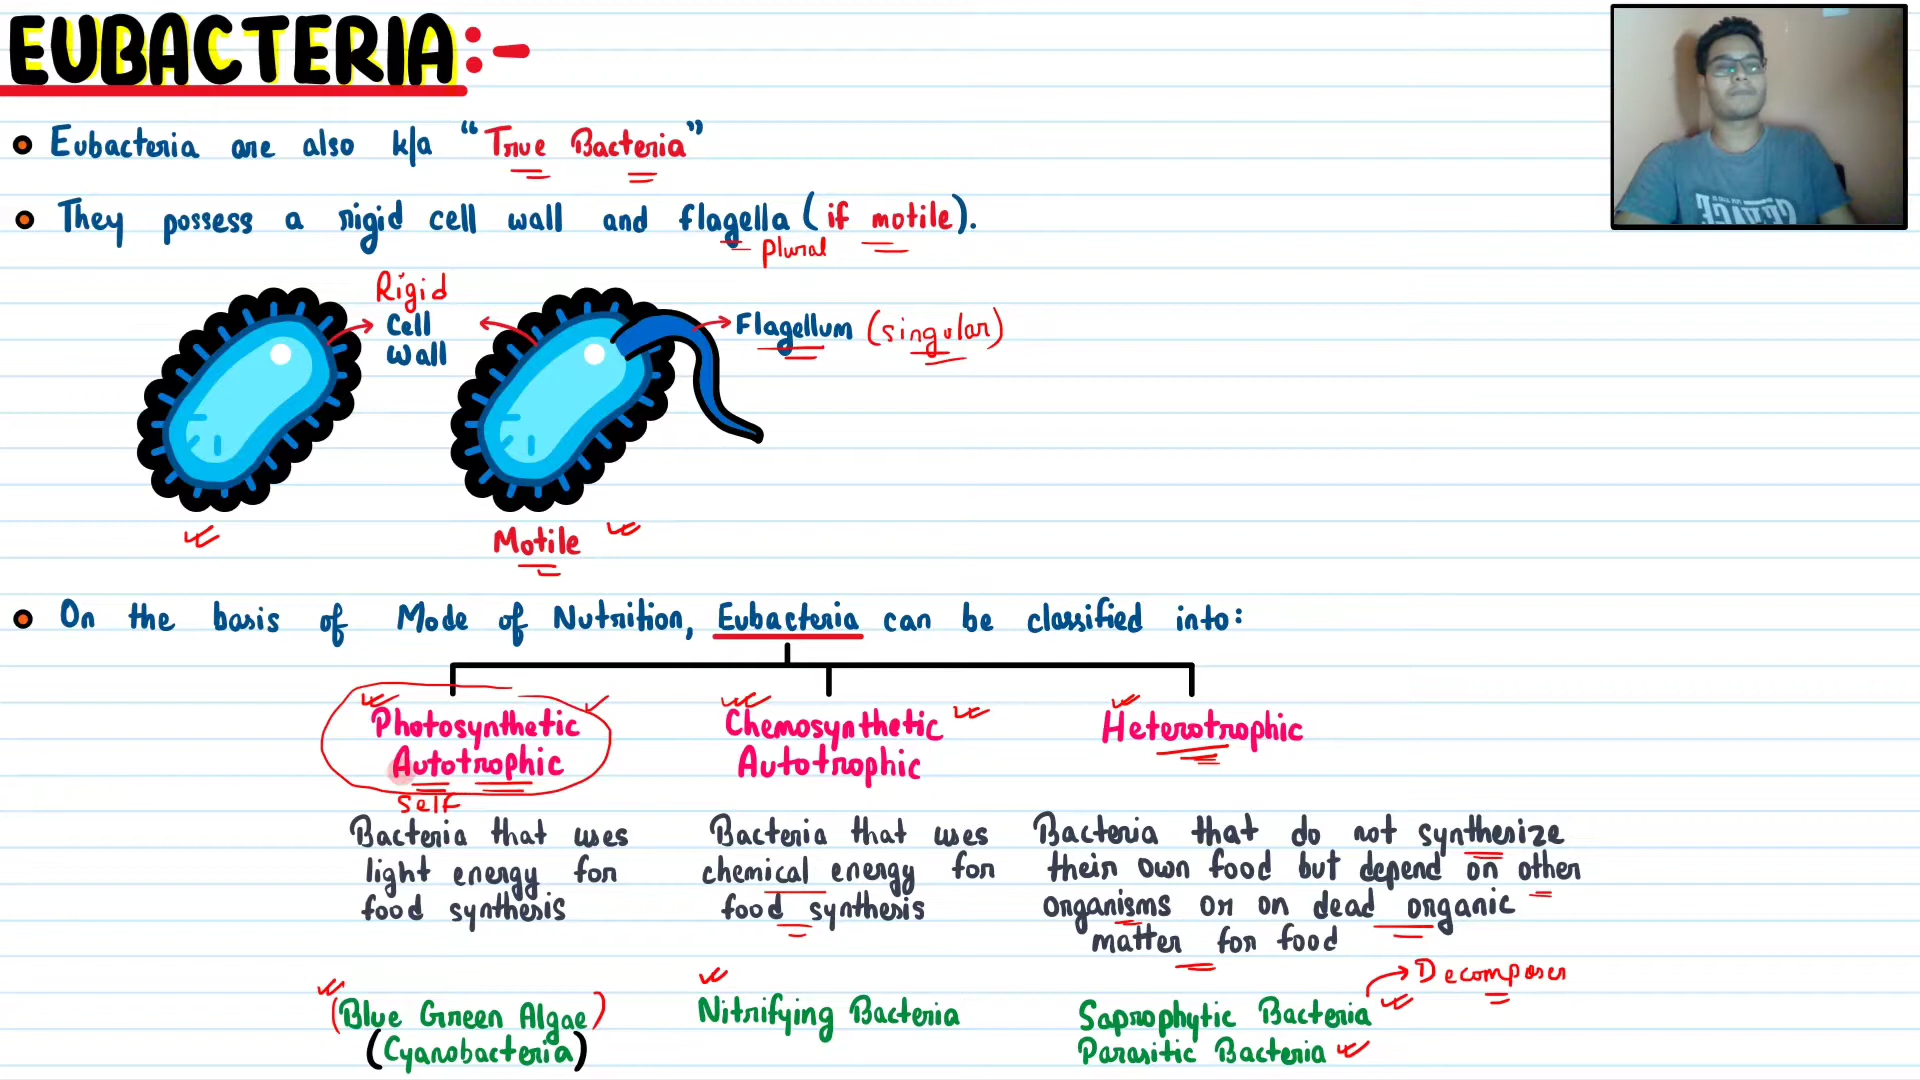 EUBACTERIA:-
Eubacteria are also k/a "True Bacteria"
They possess a rigid cell wall and flagella (if motile).
plural
Rigid
Cell
Wall
Flagellum (singular)
Motile
On the basis of Mode of Nutrition, Eubacteria can be classified into:
Photosynthetic
Autotrophic
self
Bacteria that uses
light energy for
food synthesis
(Blue Green Algae)
(Cyanobacteria)
Chemosynthetic
Autotrophic
Bacteria that uses
chemical energy for
food synthesis
Nitrifying Bacteria
Heterotrophic
Bacteria that do not synthesize
their own food but depend on other
organisms or on dead organic
matter for food
Decomposer
Saprophytic Bacteria
Parasitic Bacteria